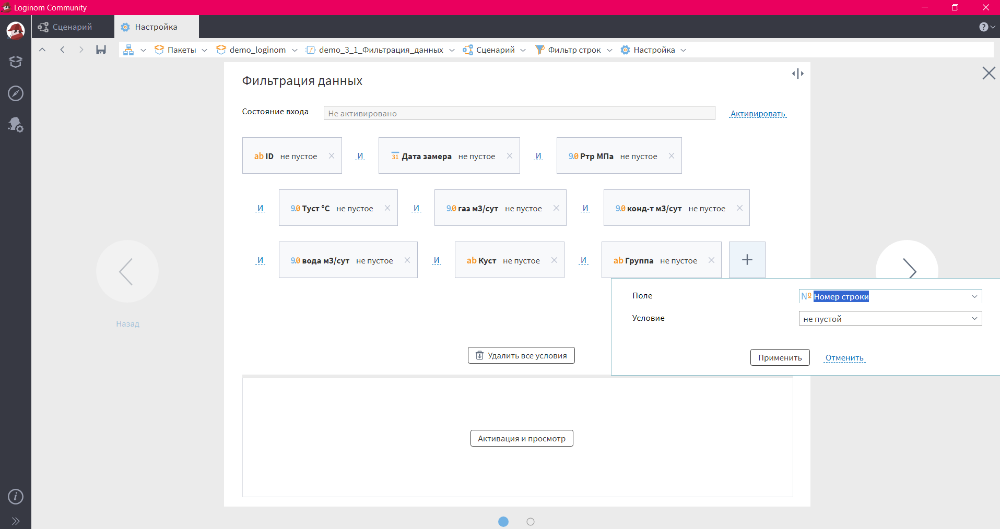 Loginom Community
Сценарий
Настройка
Пакеты demo_loginom demo_3_1_Фильтрация_данных Сценарий Фильтр строк Настройка
Фильтрация данных
Состояние входа Не активировано Активировать
ab ID не пустое И 31 Дата замера не пустое И 9.0 Pтр МПа не пустое
И 9.0 Туст °C не пустое И 9.0 газ м3/сут не пустое И 9.0 конд-т м3/сут не пустое
И 9.0 вода м3/сут не пустое И ab Куст не пустое И ab Группа не пустое +
Поле Nº Номер строки
Условие не пустой
Назад
Удалить все условия
Применить Отменить
Активация и просмотр